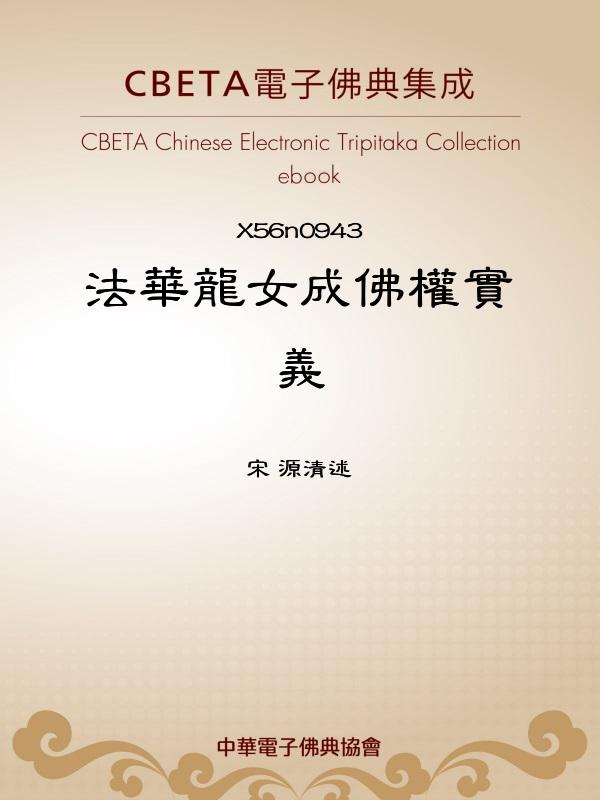 CBETA電子佛典集成
CBETA Chinese Electronic Tripitaka Collection
ebook
X56n0943
法華龍女成佛權實
義
宋 源清述
中華電子佛典協會